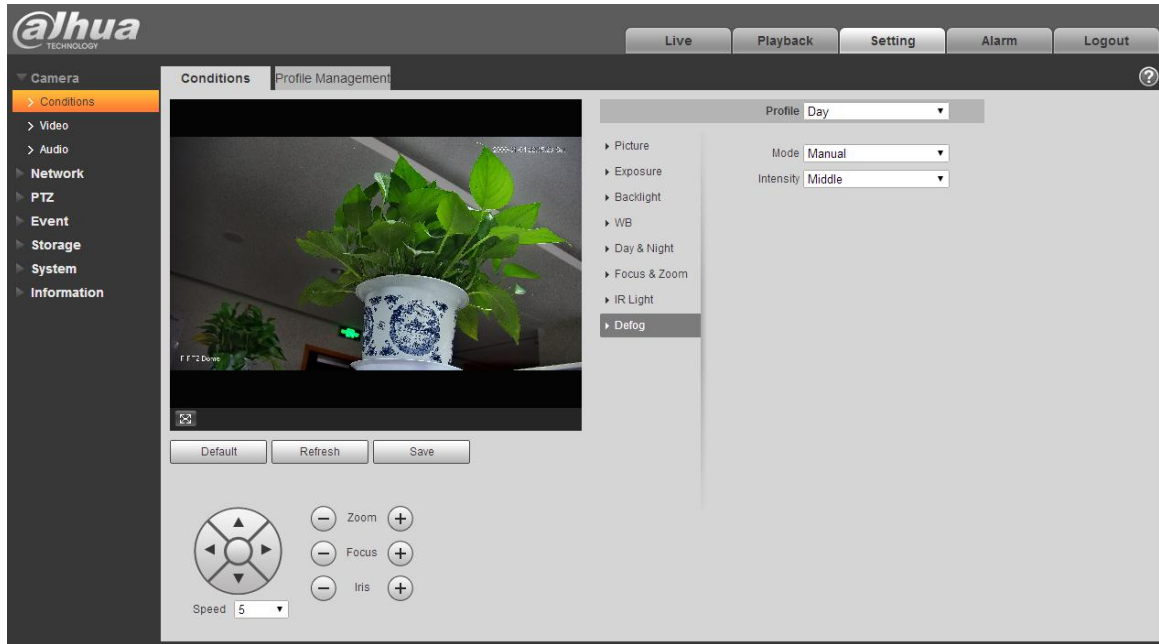 alhua
TECHNOLOGY
Live
Playback
Setting
Alarm
Logout
Camera
Conditions
Video
Audio
Network
PTZ
Event
Storage
System
Information
Conditions
Profile Management
?
Profile Day
Picture
Exposure
Backlight
WB
Day & Night
Focus & Zoom
IR Light
Defog
Mode Manual
Intensity Middle
Default
Refresh
Save
Zoom
Focus
Iris
Speed 5